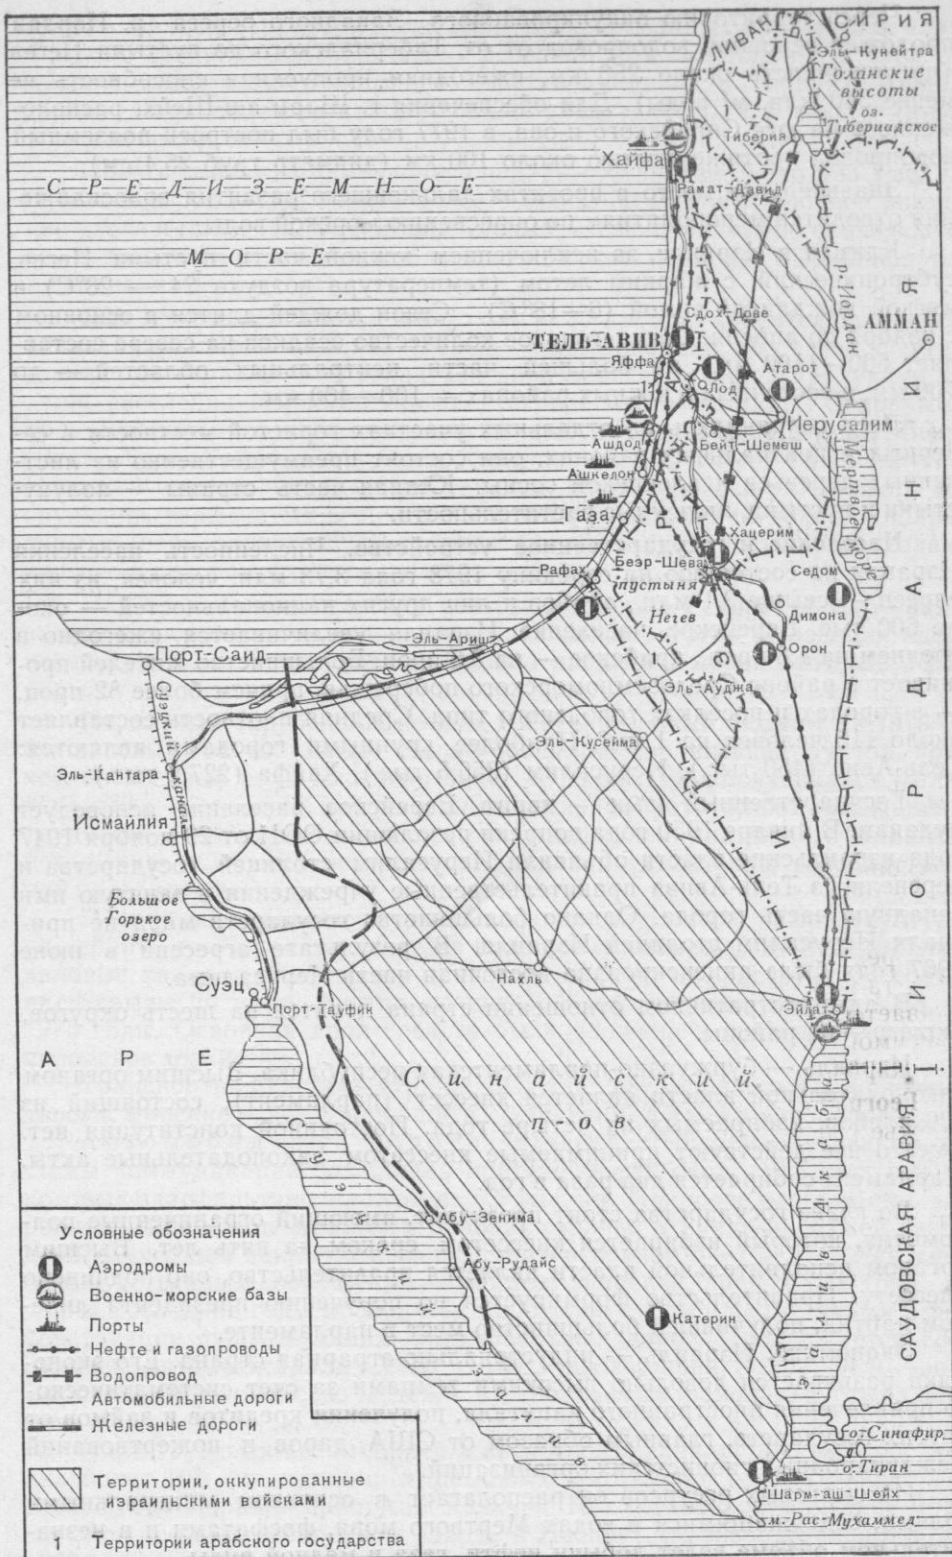 ЛИВАН
СИРИЯ
Эль-Кунейтра
Голанские
высоты
оз.
Тивериадское
Тиверия
Хайфа
СРЕДИЗЕМНОЕ
Рамат-Давид
МОРЕ
р. Иордан
Сдох-Дове
АММАН
ТЕЛЬ-АВИВ
Яффа
Атарот
Лод
1
Иерусалим
Ашдод
Бейт-Шемеш
Мертвое море
Ашкелон
Газа
Хацерим
Беэр-Шева
Седом
Рафах
пустыня
Негев
Димона
Эль-Ариш
Орон
Порт-Саид
Эль-Ауджа
ИЗРАИЛЬ
ИОРДАНИЯ
Суэцкий канал
Эль-Кусейма
Эль-Кантара
Исмаилия
Большое
Горькое
озеро
Нахль
Суэц
Порт-Тауфик
Эйлат
АРЕ
Синайский
п-ов
САУДОВСКАЯ АРАВИЯ
Абу-Зенима
Абу-Рудайс
Катерин
о. Синафир
о. Тиран
Шарм-аш-Шейх
м. Рас-Мухаммед
Условные обозначения
Аэродромы
Военно-морские базы
Порты
Нефте и газопроводы
Водопровод
Автомобильные дороги
Железные дороги
Территории, оккупированные
израильскими войсками
1 Территории арабского государства